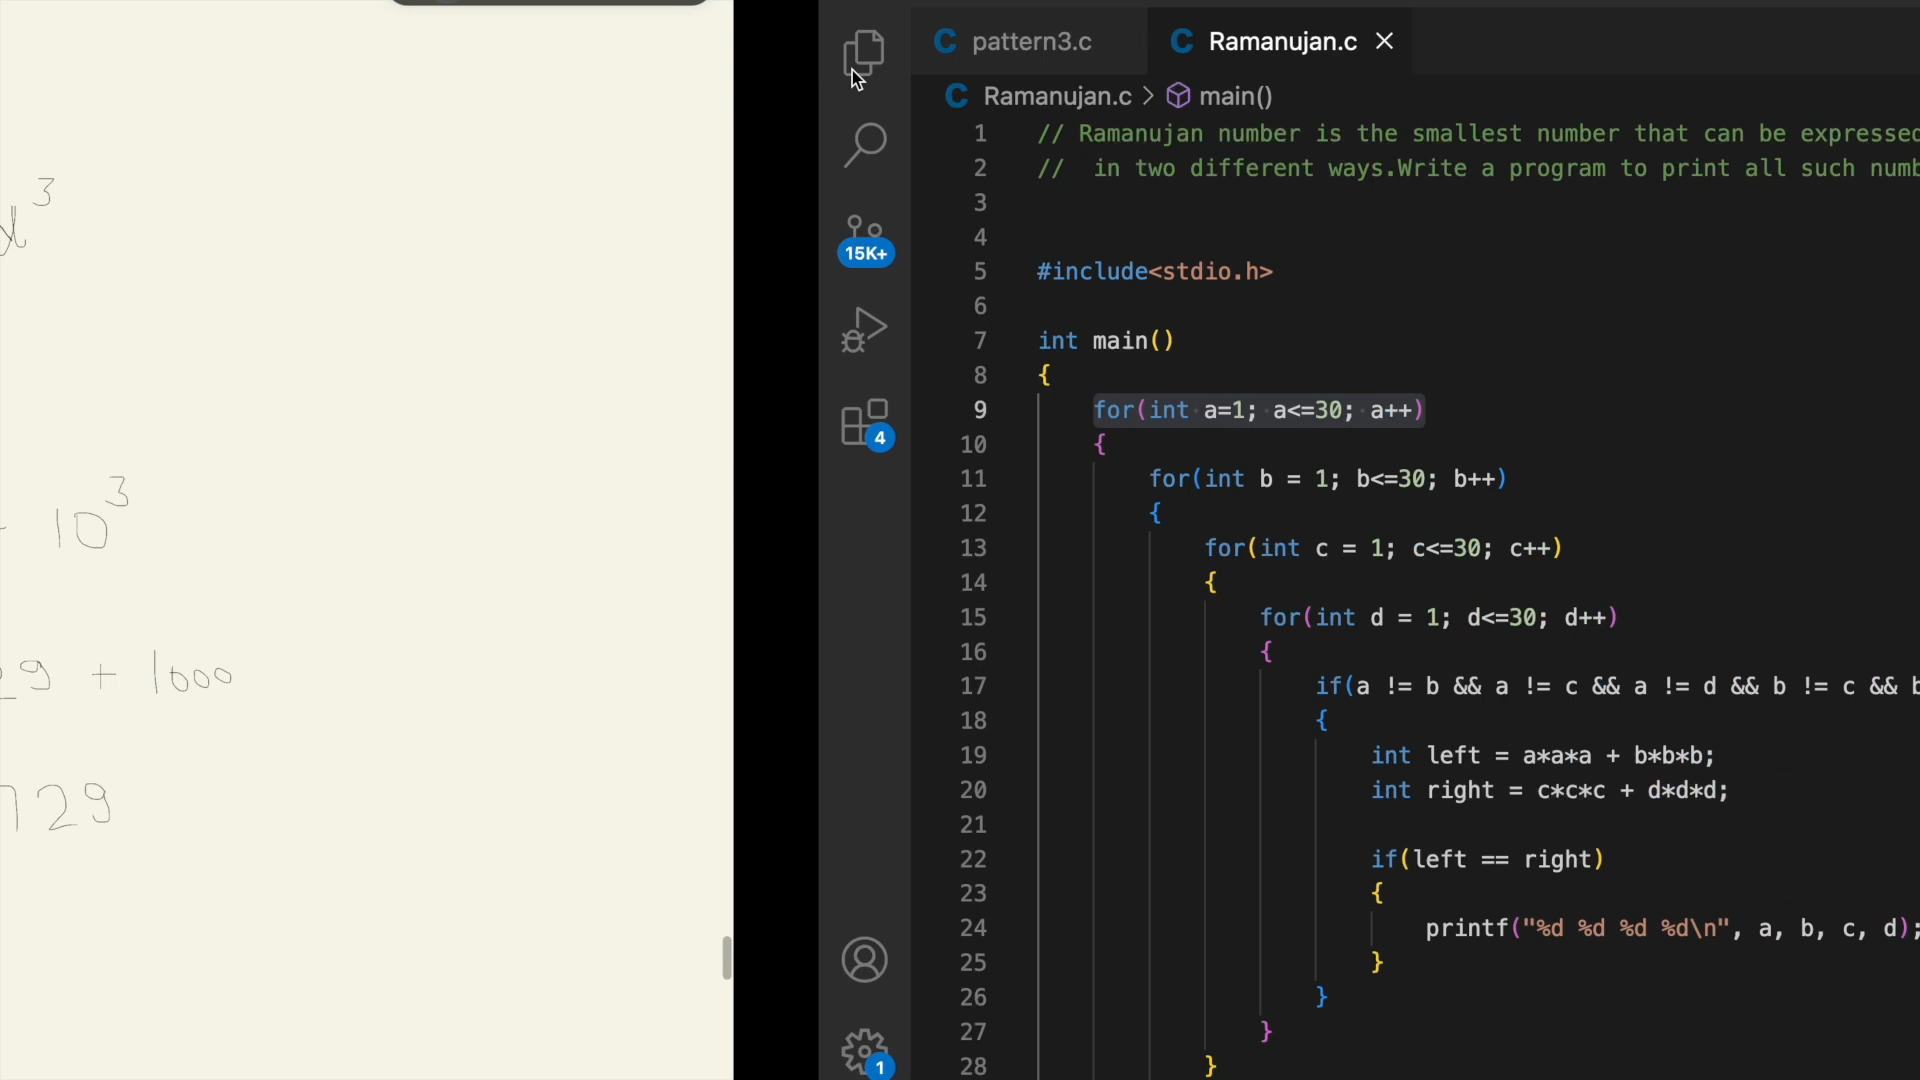 3
10^3
+ 1000
729
15K+
4
1
pattern3.c
Ramanujan.c
Ramanujan.c > main()
1 // Ramanujan number is the smallest number that can be expressed
2 // in two different ways.Write a program to print all such numb
3
4
5 #include<stdio.h>
6
7 int main()
8 {
9 for(int a=1; a<=30; a++)
10 {
11 for(int b = 1; b<=30; b++)
12 {
13 for(int c = 1; c<=30; c++)
14 {
15 for(int d = 1; d<=30; d++)
16 {
17 if(a != b && a != c && a != d && b != c && b
18 {
19 int left = a*a*a + b*b*b;
20 int right = c*c*c + d*d*d;
21
22 if(left == right)
23 {
24 printf("%d %d %d %d\n", a, b, c, d);
25 }
26 }
27 }
28 }